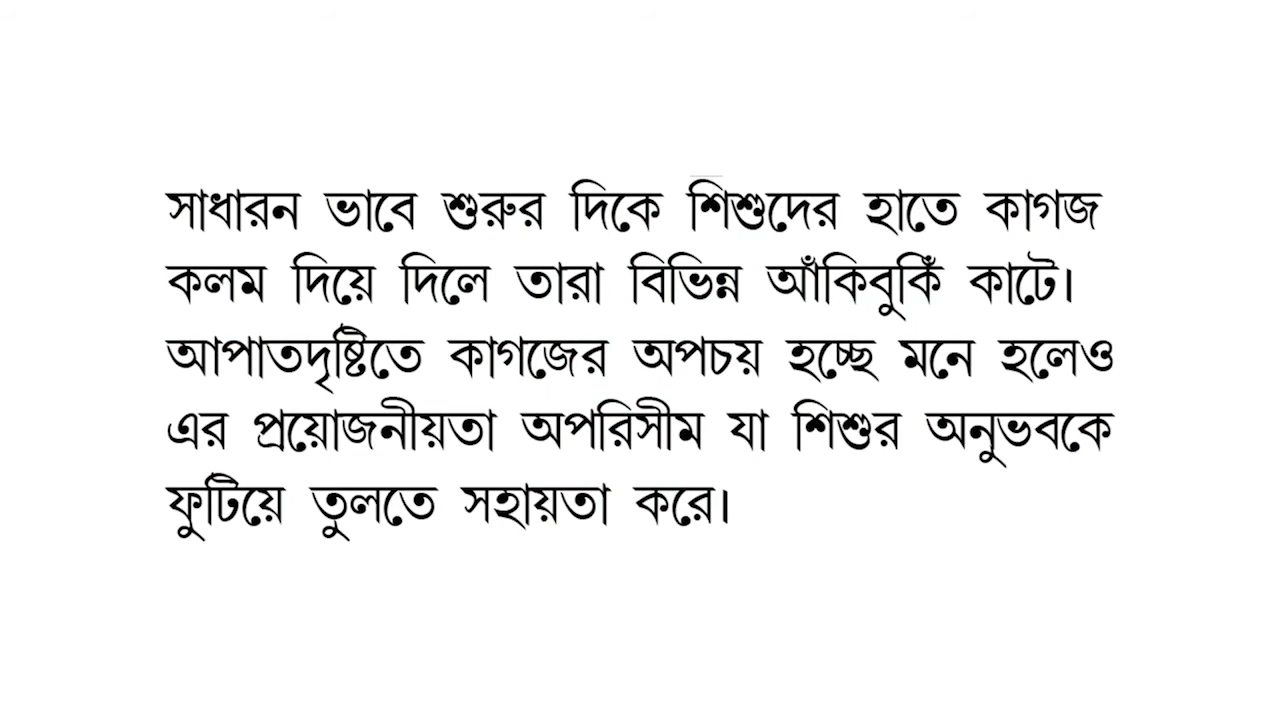 সাধারন ভাবে শুরুর দিকে শিশুদের হাতে কাগজ
কলম দিয়ে দিলে তারা বিভিন্ন আঁকিবুকিঁ কাটে।
আপাতদৃষ্টিতে কাগজের অপচয় হচ্ছে মনে হলেও
এর প্রয়োজনীয়তা অপরিসীম যা শিশুর অনুভবকে
ফুটিয়ে তুলতে সহায়তা করে।